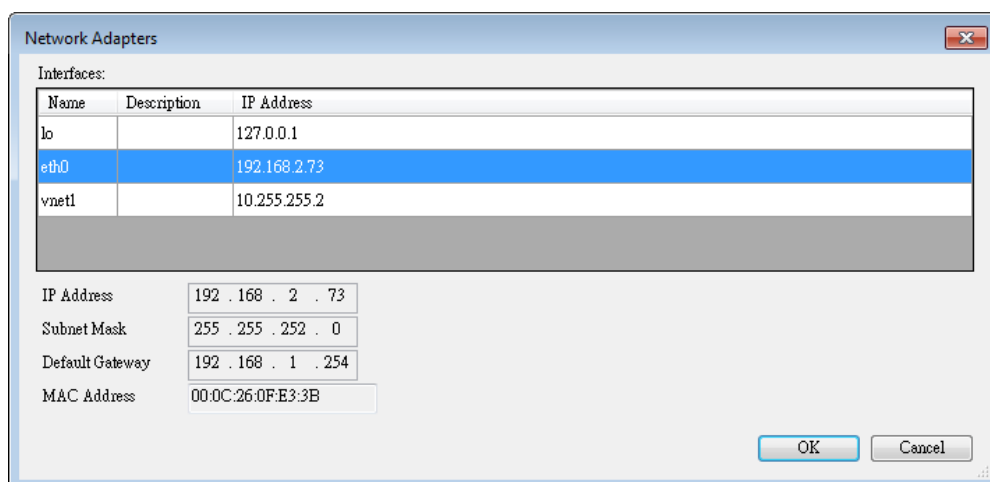 Network Adapters
Interfaces:
Name Description IP Address
lo 127.0.0.1
eth0 192.168.2.73
vnet1 10.255.255.2
IP Address 192 . 168 . 2 . 73
Subnet Mask 255 . 255 . 252 . 0
Default Gateway 192 . 168 . 1 . 254
MAC Address 00:0C:26:0F:E3:3B
OK Cancel